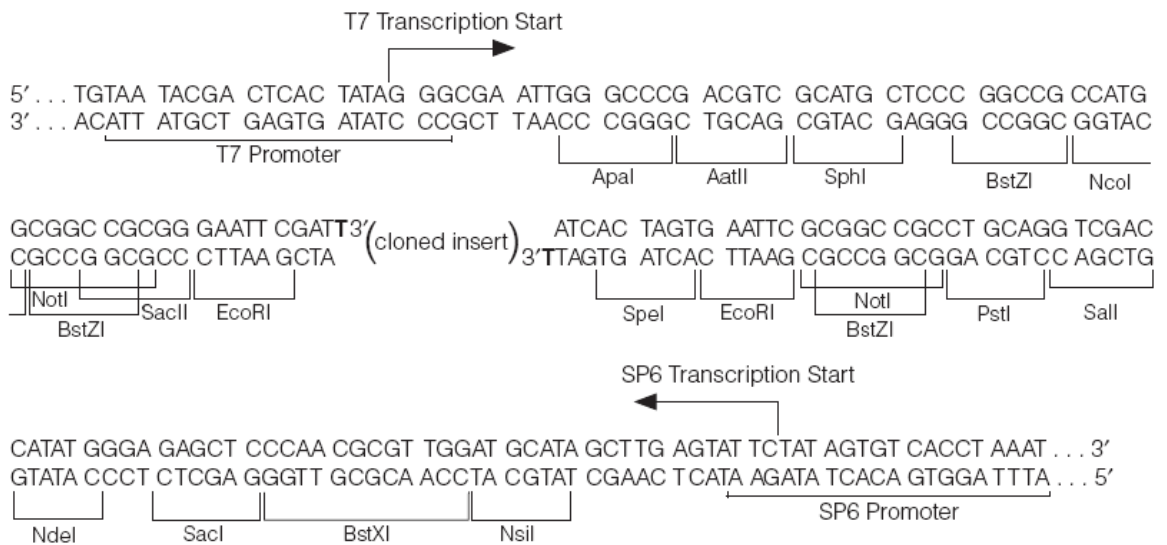 T7 Transcription Start
5′ . . . TGTAA TACGA CTCAC TATAG GGCGA ATTGG GCCCG ACGTC GCATG CTCCC GGCCG CCATG
3′ . . . ACATT ATGCT GAGTG ATATC CCGCT TAACC CGGGC TGCAG CGTAC GAGGG CCGGC GGTAC
T7 Promoter
ApaI AatII SphI BstZI NcoI
GCGGC CGCGG GAATT CGATT3′ (cloned insert) ATCAC TAGTG AATTC GCGGC CGCCT GCAGG TCGAC
CGCCG GCGCC CTTAA GCTA 3′TTAGTG ATCAC TTAAG CGCCG GCGGA CGTCC AGCTG
NotI SacII EcoRI SpeI EcoRI NotI PstI SalI
BstZI BstZI
SP6 Transcription Start
CATAT GGGA GAGCT CCCAA CGCGT TGGAT GCATA GCTTG AGTAT TCTAT AGTGT CACCT AAAT . . . 3′
GTATA CCCT CTCGAG GGTT GCGCA ACCTA CGTAT CGAAC TCATA AGATA TCACA GTGGA TTTA . . . 5′
NdeI SacI BstXI NsiI
SP6 Promoter